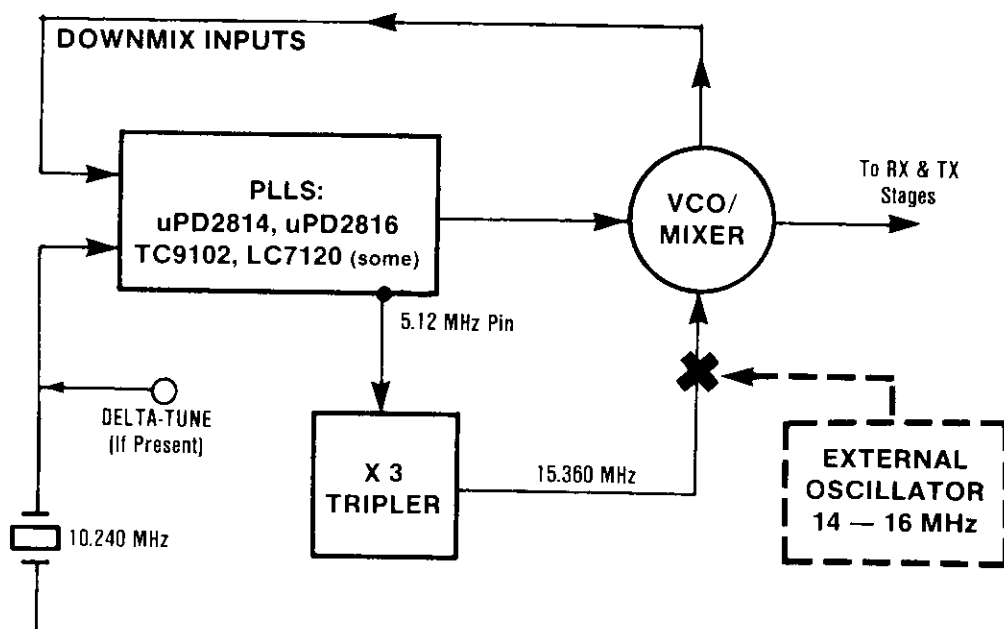 DOWNMIX INPUTS
PLLS:
uPD2814, uPD2816
TC9102, LC7120 (some)
VCO/
MIXER
To RX & TX
Stages
5.12 MHz Pin
DELTA-TUNE
(If Present)
X 3
TRIPLER
15.360 MHz
EXTERNAL
OSCILLATOR
14 — 16 MHz
10.240 MHz